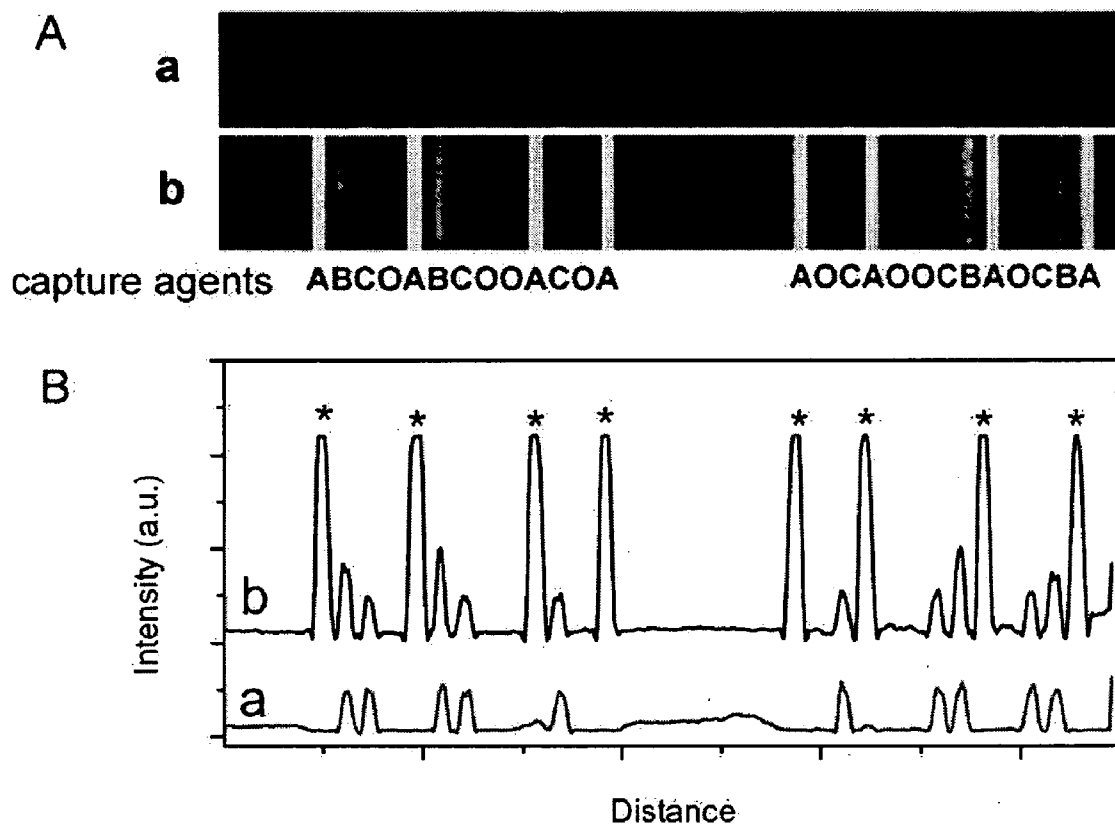 A
a
b
capture agents ABCOABCOOACOA AOCAOOCBAOCBA
B
* * * * * * * *
Intensity (a.u.)
b
a
Distance